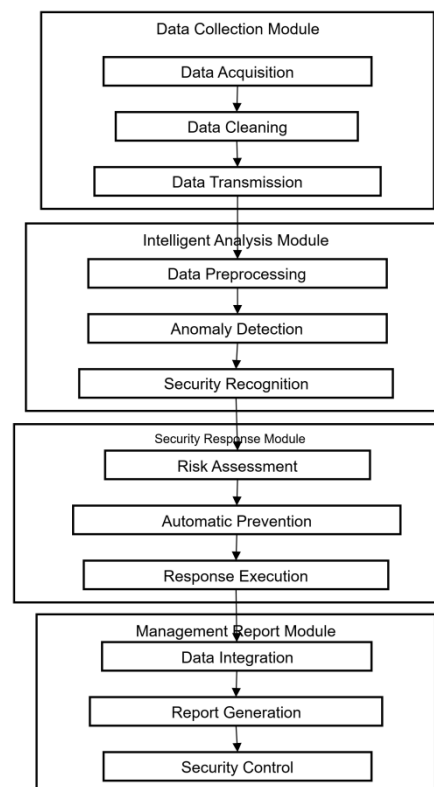 Data Collection Module
Data Acquisition
Data Cleaning
Data Transmission
Intelligent Analysis Module
Data Preprocessing
Anomaly Detection
Security Recognition
Security Response Module
Risk Assessment
Automatic Prevention
Response Execution
Management Report Module
Data Integration
Report Generation
Security Control